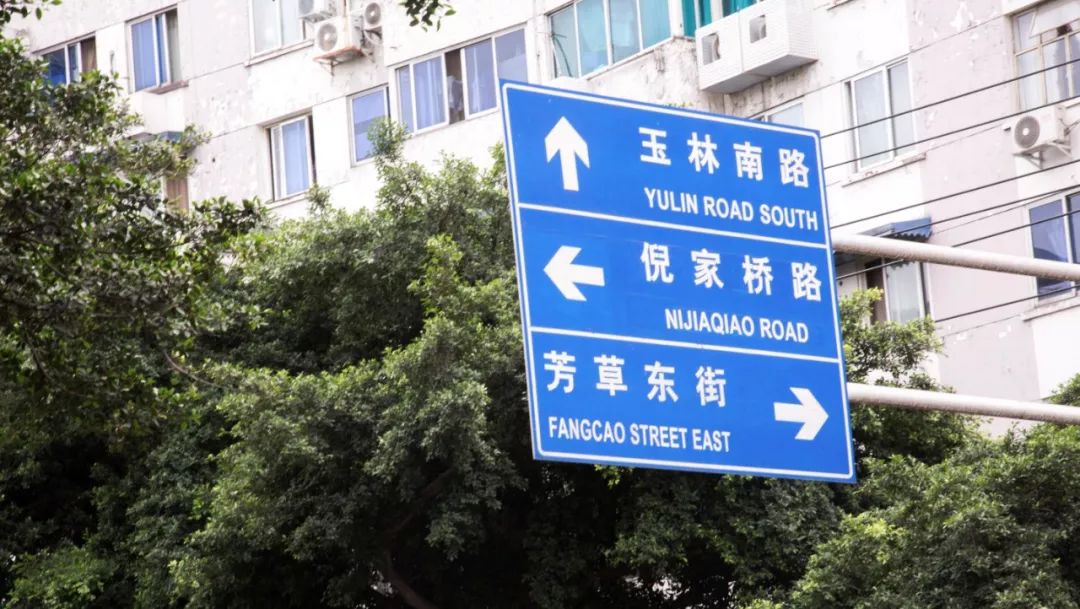 玉林南路
YULIN ROAD SOUTH
倪家桥路
NIJIAQIAO ROAD
芳草东街
FANGCAO STREET EAST